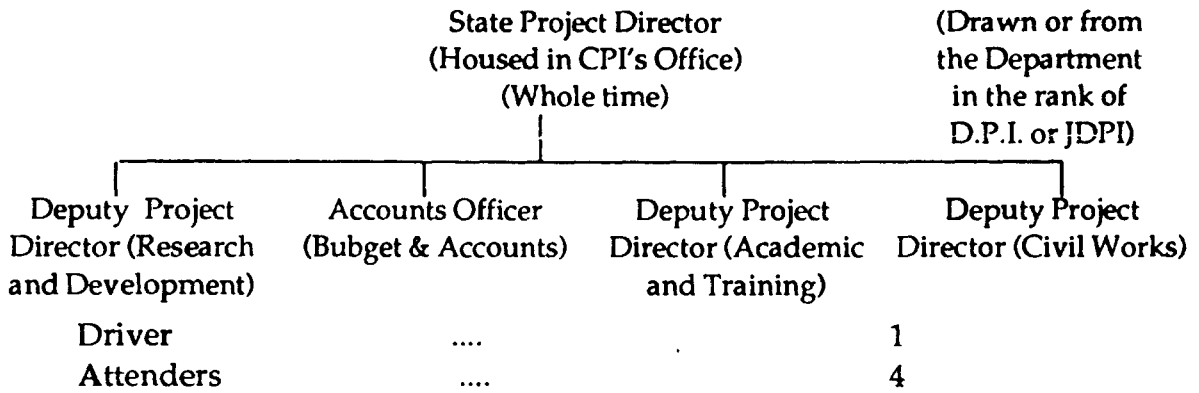 State Project Director
(Housed in CPI's Office)
(Whole time)
(Drawn or from
the Department
in the rank of
D.P.I. or JDPI)
Deputy Project
Director (Research
and Development)
Accounts Officer
(Bubget & Accounts)
Deputy Project
Director (Academic
and Training)
Deputy Project
Director (Civil Works)
Driver .... 1
Attenders .... 4